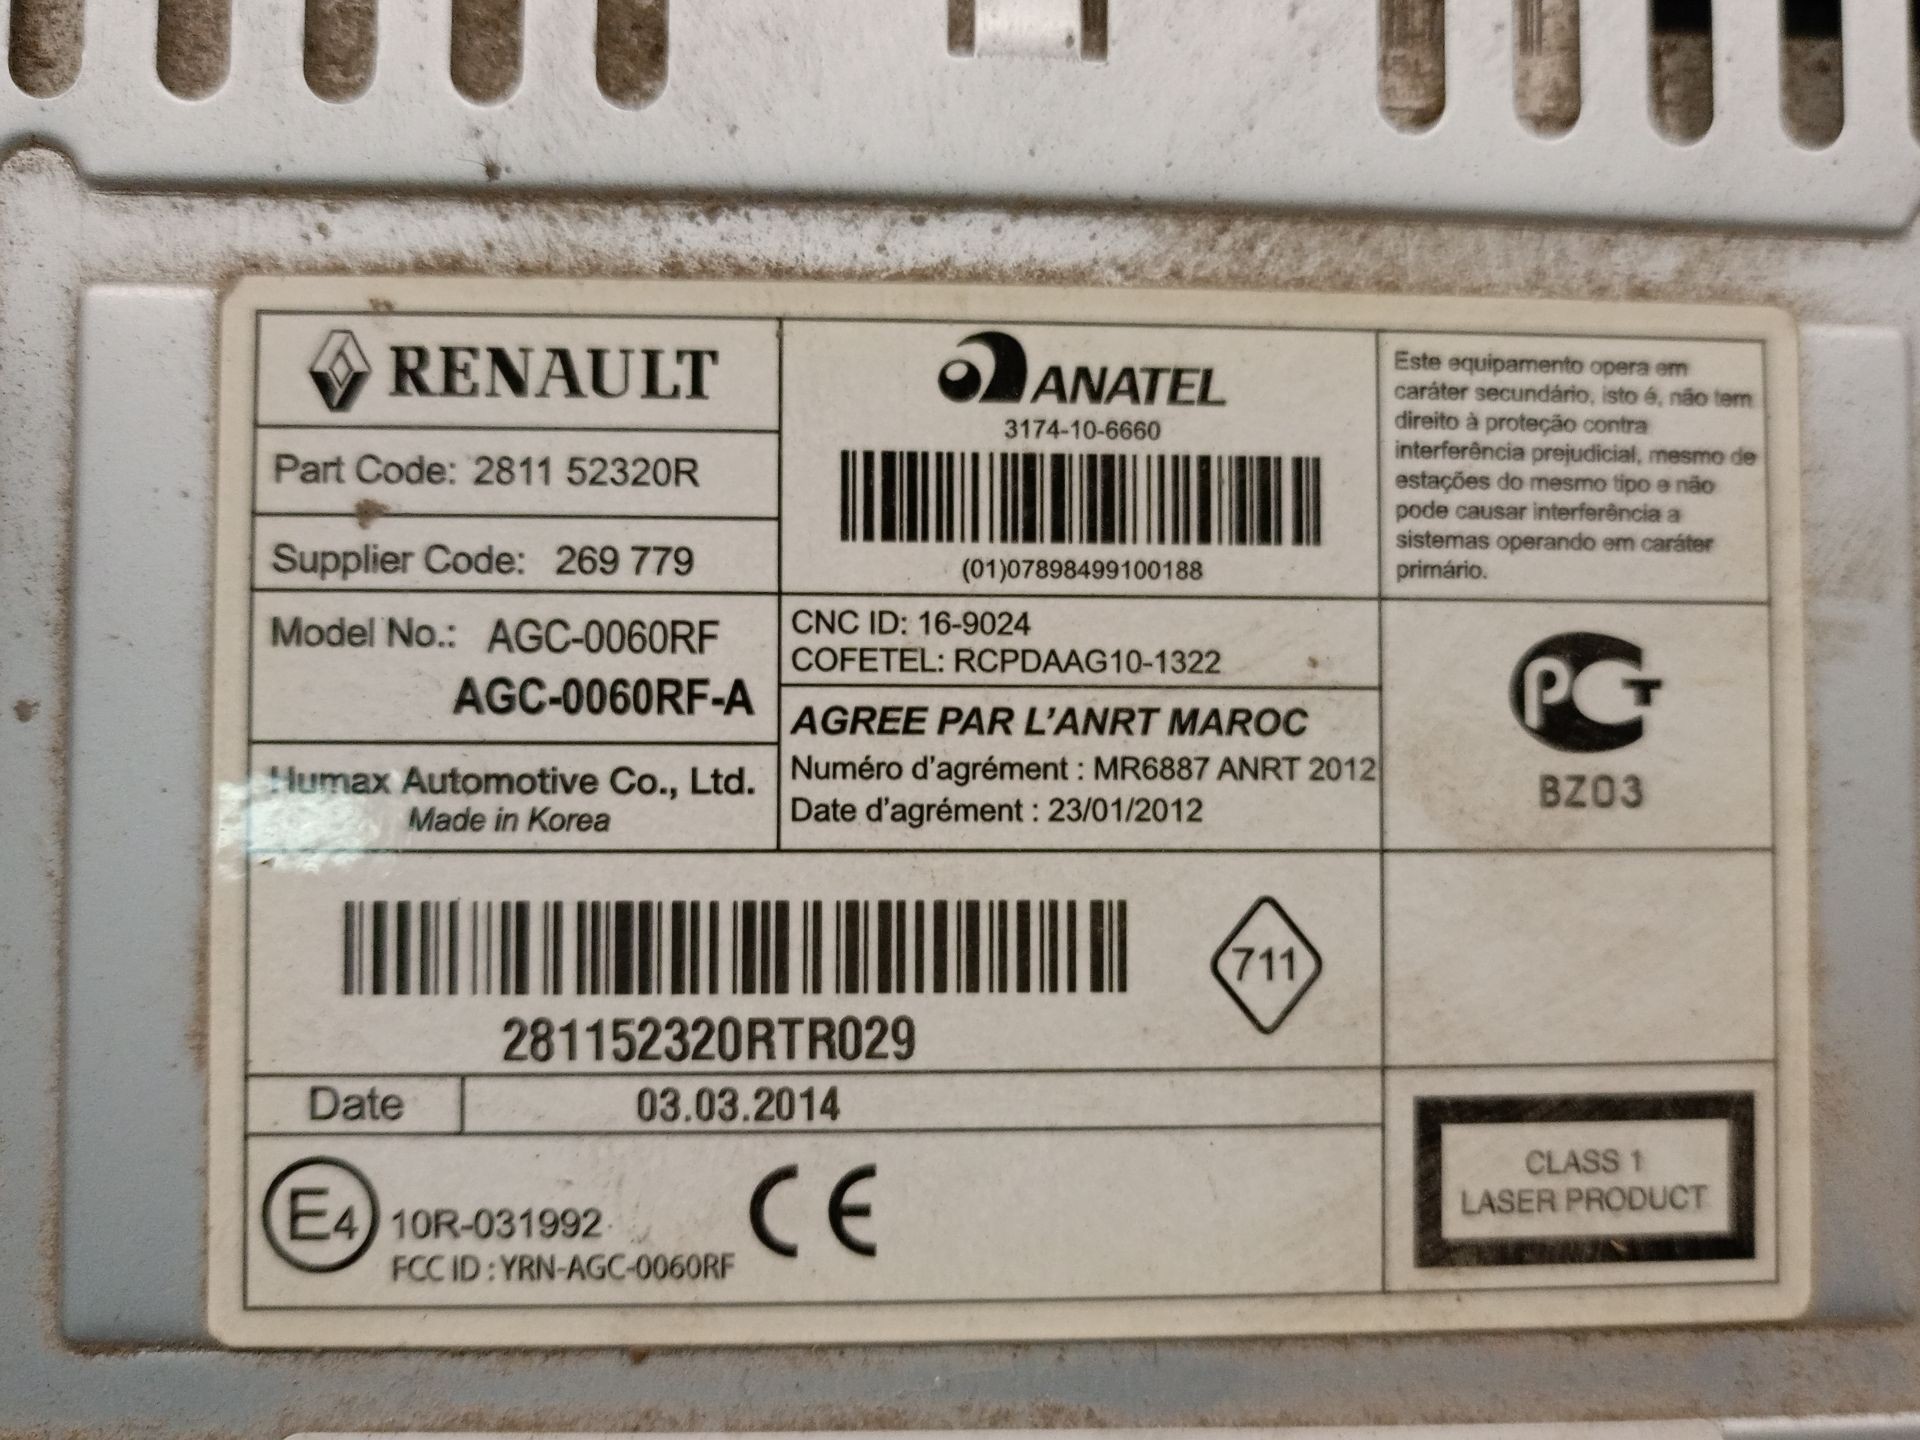 RENAULT
Part Code: 2811 52320R
Supplier Code: 269 779
Model No.: AGC-0060RF
AGC-0060RF-A
Humax Automotive Co., Ltd.
Made in Korea
ANATEL
3174-10-6660
(01)07898499100188
CNC ID: 16-9024
COFETEL: RCPDAAG10-1322
AGREE PAR L'ANRT MAROC
Numéro d'agrément : MR6887 ANRT 2012
Date d'agrément : 23/01/2012
Este equipamento opera em
caráter secundário, isto é, não tem
direito à proteção contra
interferência prejudicial, mesmo de
estações do mesmo tipo e não
pode causar interferência a
sistemas operando em caráter
primário.
PCT
BZ03
281152320RTR029
711
Date 03.03.2014
E4 10R-031992
FCC ID : YRN-AGC-0060RF
CE
CLASS 1
LASER PRODUCT